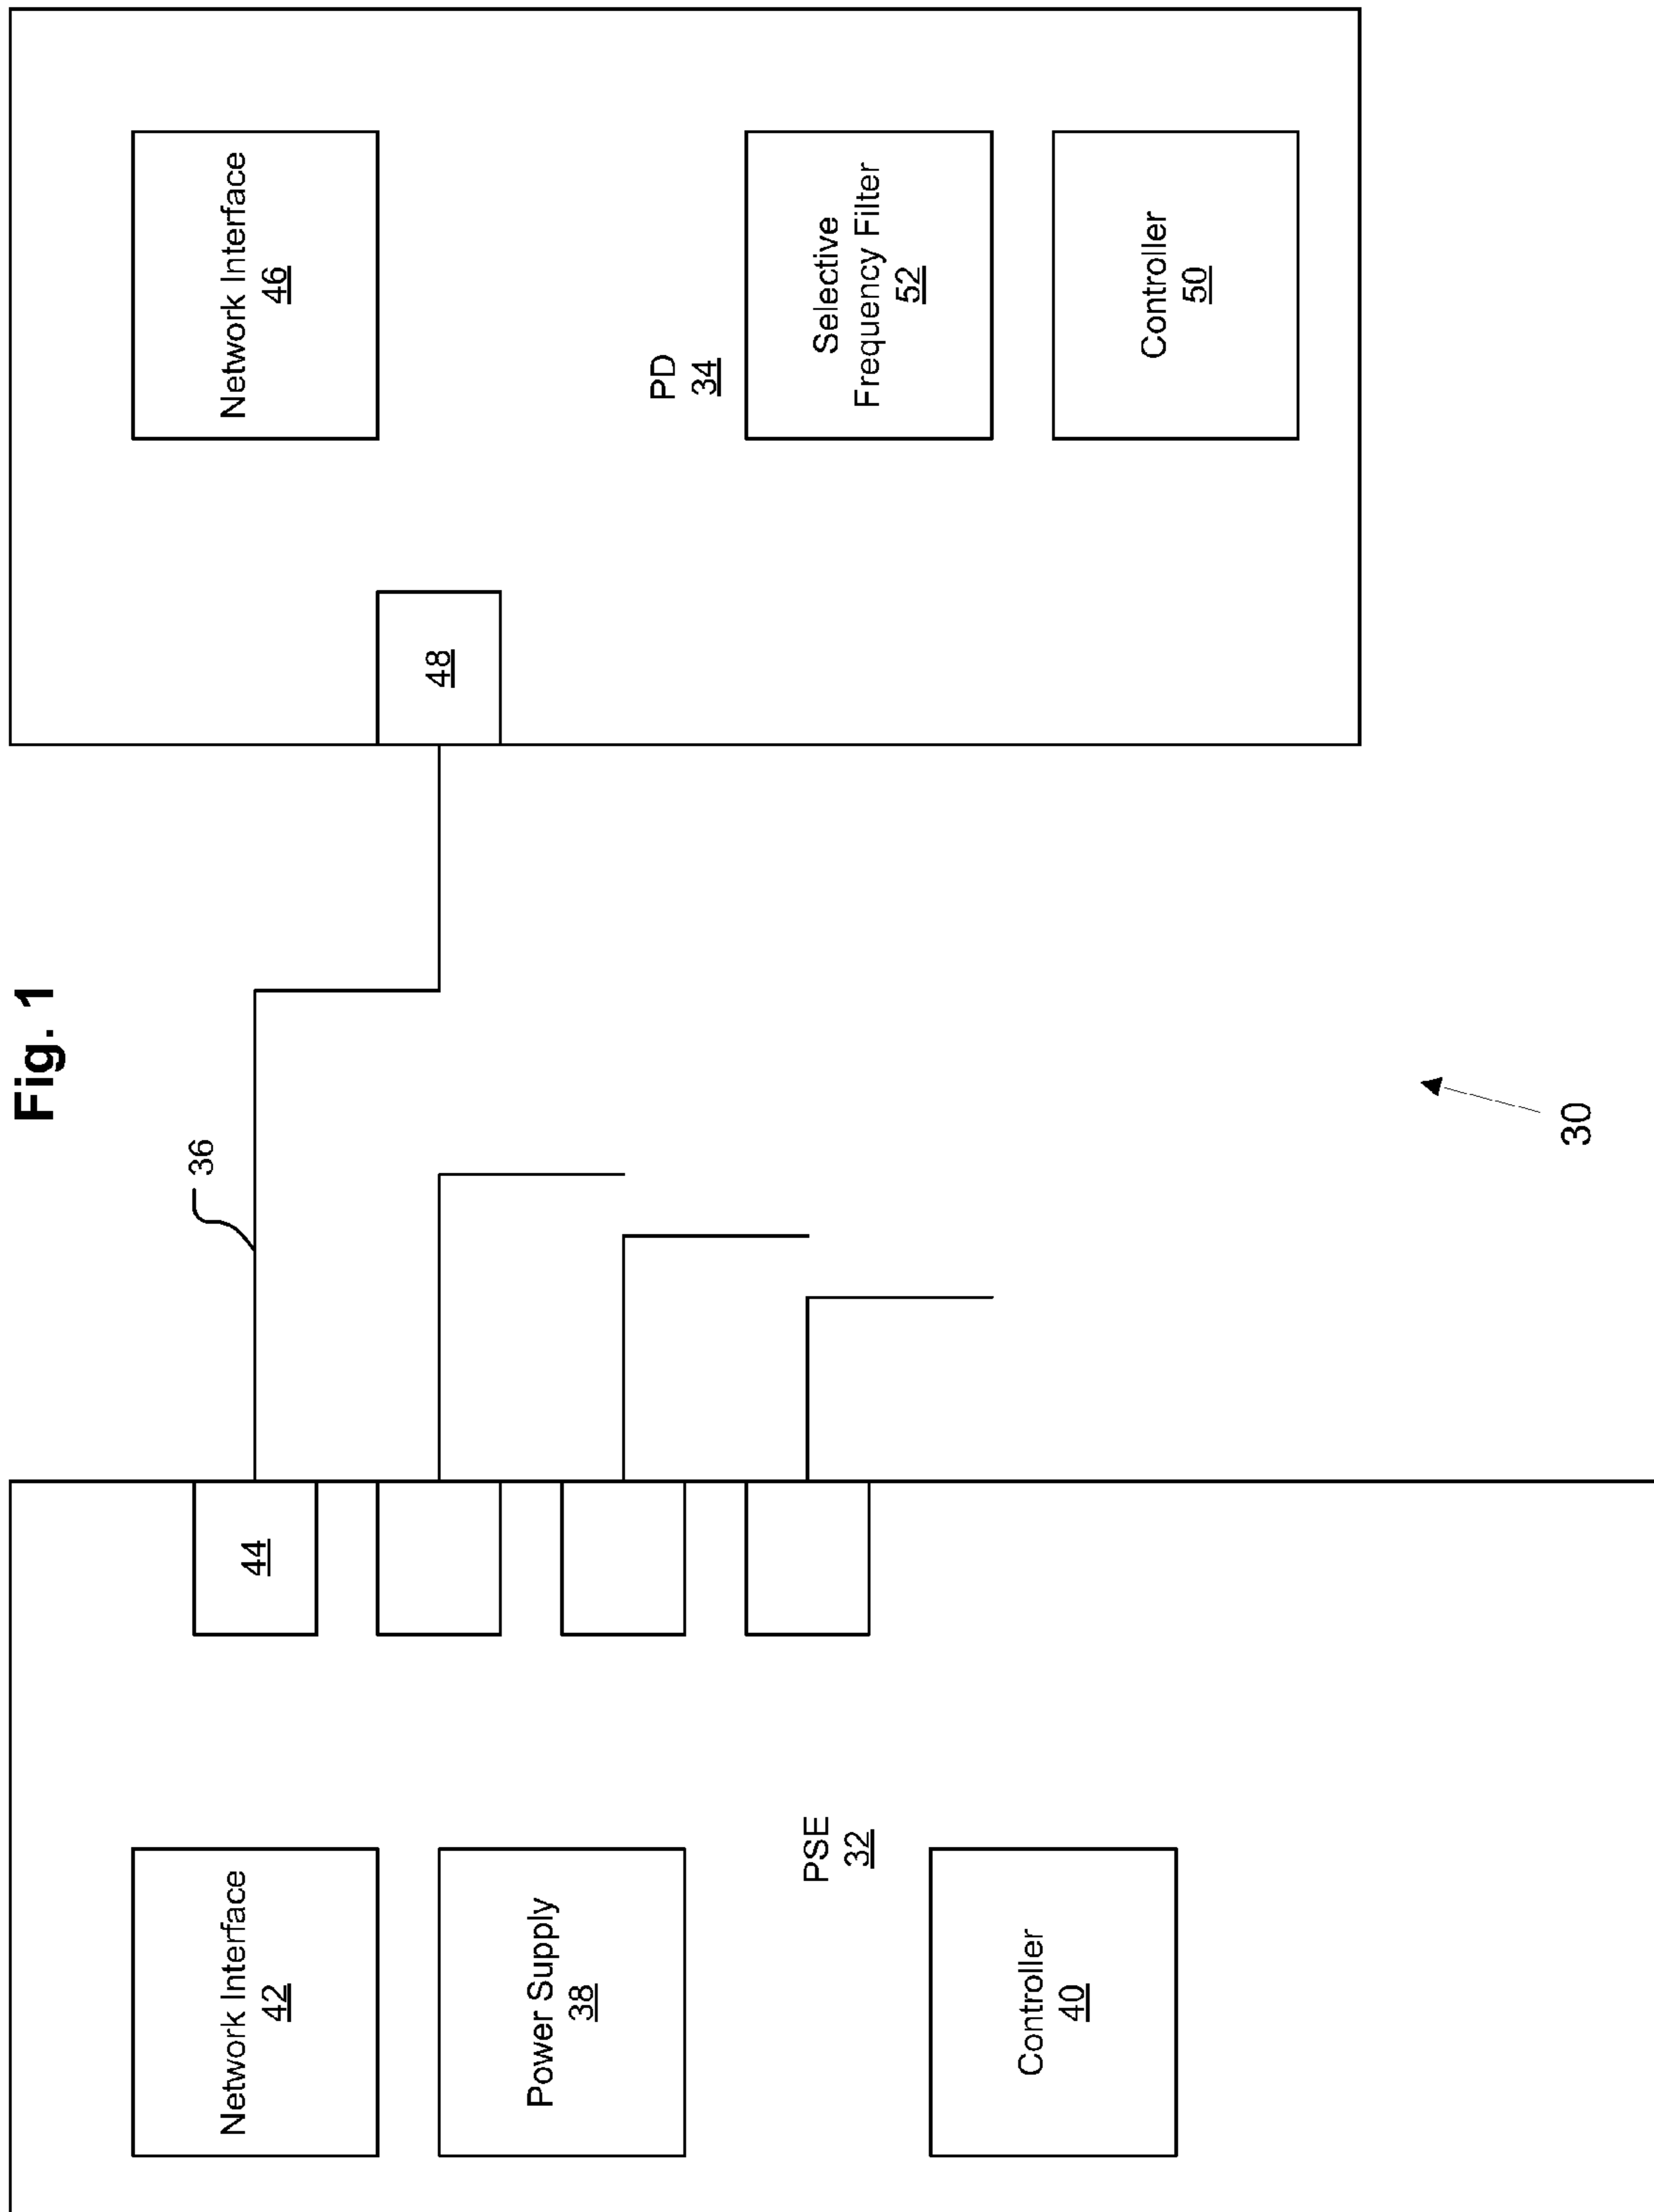 Fig. 1
Network Interface
42
Power Supply
38
PSE
32
Controller
40
44
36
48
Network Interface
46
PD
34
Selective
Frequency Filter
52
Controller
50
30